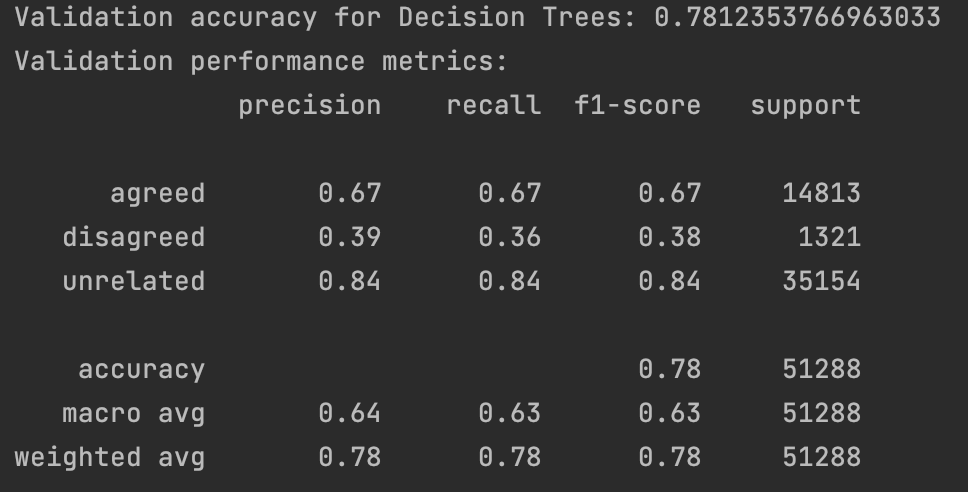 Validation accuracy for Decision Trees: 0.7812353766963033
Validation performance metrics:
precision recall f1-score support
agreed 0.67 0.67 0.67 14813
disagreed 0.39 0.36 0.38 1321
unrelated 0.84 0.84 0.84 35154
accuracy 0.78 51288
macro avg 0.64 0.63 0.63 51288
weighted avg 0.78 0.78 0.78 51288